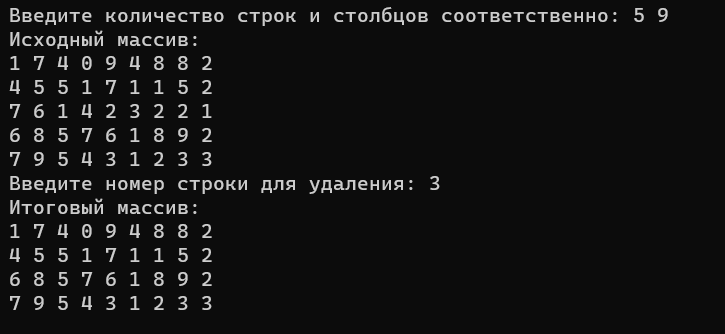 Введите количество строк и столбцов соответственно: 5 9
Исходный массив:
1 7 4 0 9 4 8 8 2
4 5 5 1 7 1 1 5 2
7 6 1 4 2 3 2 2 1
6 8 5 7 6 1 8 9 2
7 9 5 4 3 1 2 3 3
Введите номер строки для удаления: 3
Итоговый массив:
1 7 4 0 9 4 8 8 2
4 5 5 1 7 1 1 5 2
6 8 5 7 6 1 8 9 2
7 9 5 4 3 1 2 3 3